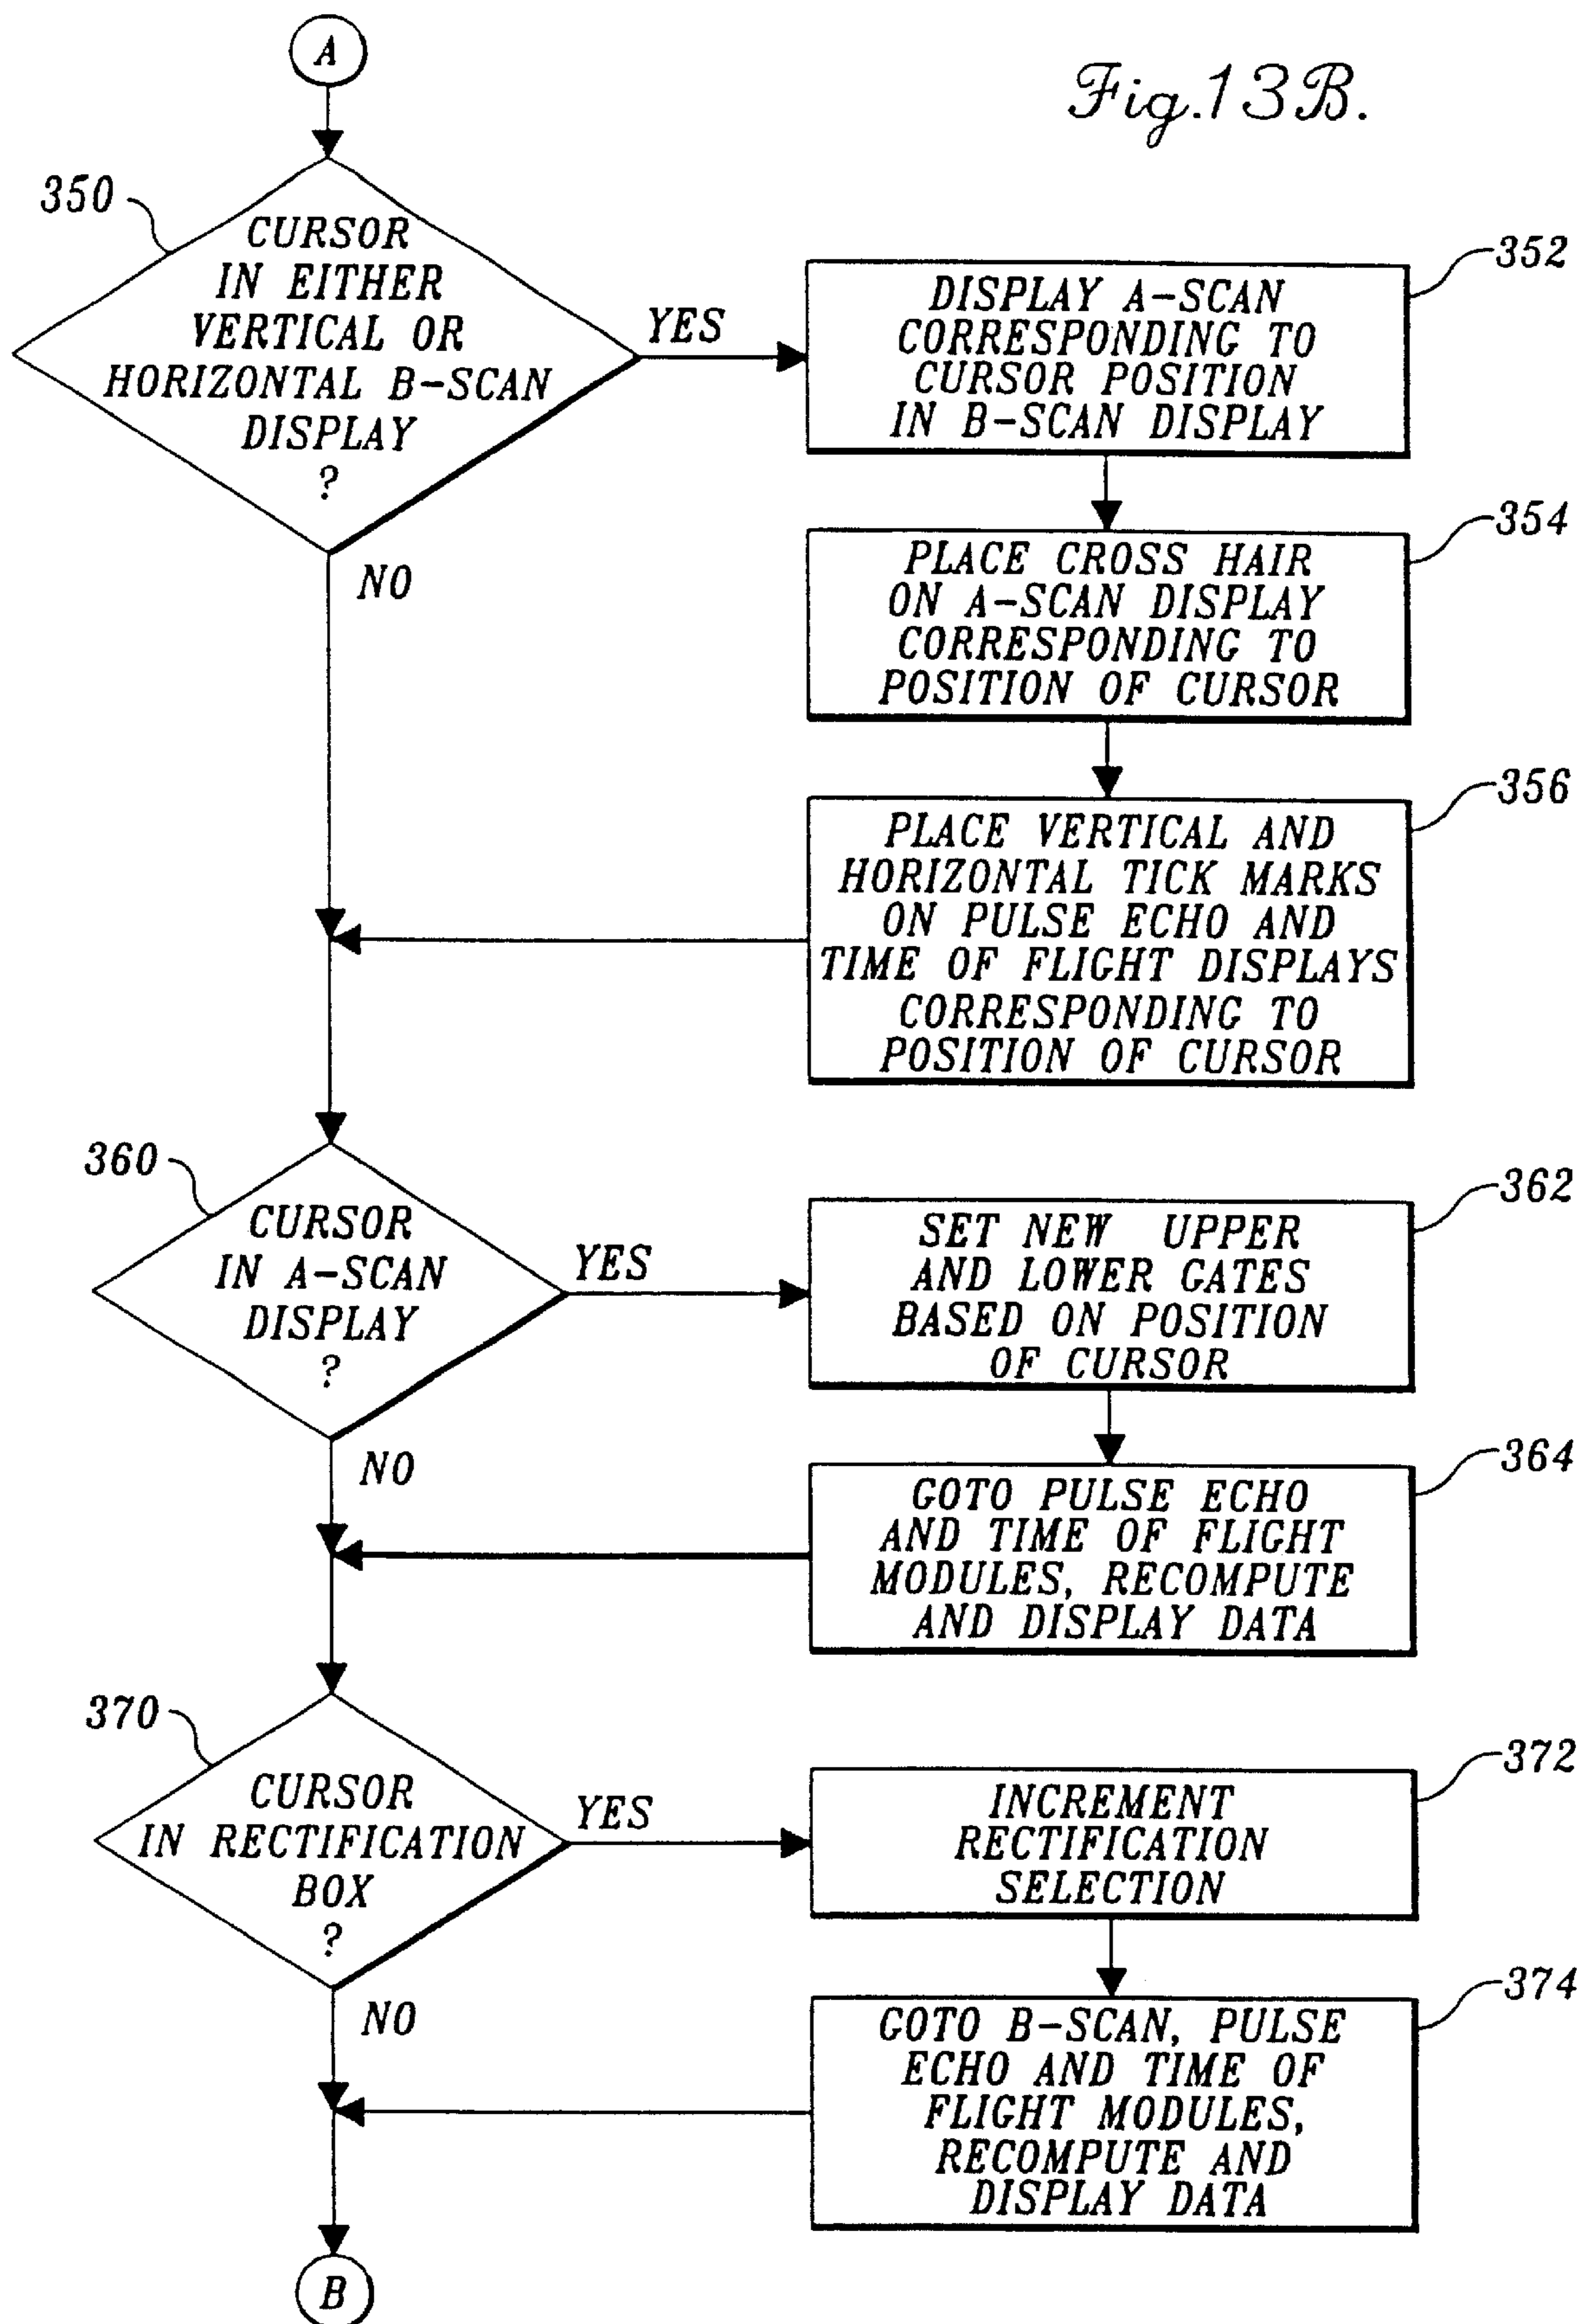 A
Fig.13B.
350
CURSOR
IN EITHER
VERTICAL OR
HORIZONTAL B-SCAN
DISPLAY
?
YES
NO
352
DISPLAY A-SCAN
CORRESPONDING TO
CURSOR POSITION
IN B-SCAN DISPLAY
354
PLACE CROSS HAIR
ON A-SCAN DISPLAY
CORRESPONDING TO
POSITION OF CURSOR
356
PLACE VERTICAL AND
HORIZONTAL TICK MARKS
ON PULSE ECHO AND
TIME OF FLIGHT DISPLAYS
CORRESPONDING TO
POSITION OF CURSOR
360
CURSOR
IN A-SCAN
DISPLAY
?
YES
NO
362
SET NEW UPPER
AND LOWER GATES
BASED ON POSITION
OF CURSOR
364
GOTO PULSE ECHO
AND TIME OF FLIGHT
MODULES, RECOMPUTE
AND DISPLAY DATA
370
CURSOR
IN RECTIFICATION
BOX
?
YES
NO
372
INCREMENT
RECTIFICATION
SELECTION
374
GOTO B-SCAN, PULSE
ECHO AND TIME OF
FLIGHT MODULES,
RECOMPUTE AND
DISPLAY DATA
B